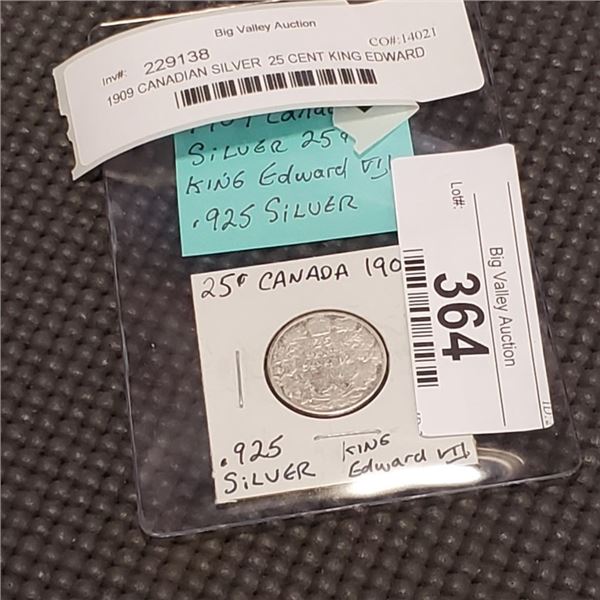 Big Valley Auction
Inv#: 229138 CO#:14021
1909 CANADIAN SILVER 25 CENT KING EDWARD
SILVER 25¢
KING Edward VII
.925 SILVER
25¢ CANADA 190
.925
SILVER
KING
Edward VII
Lot#:
364
Big Valley Auction